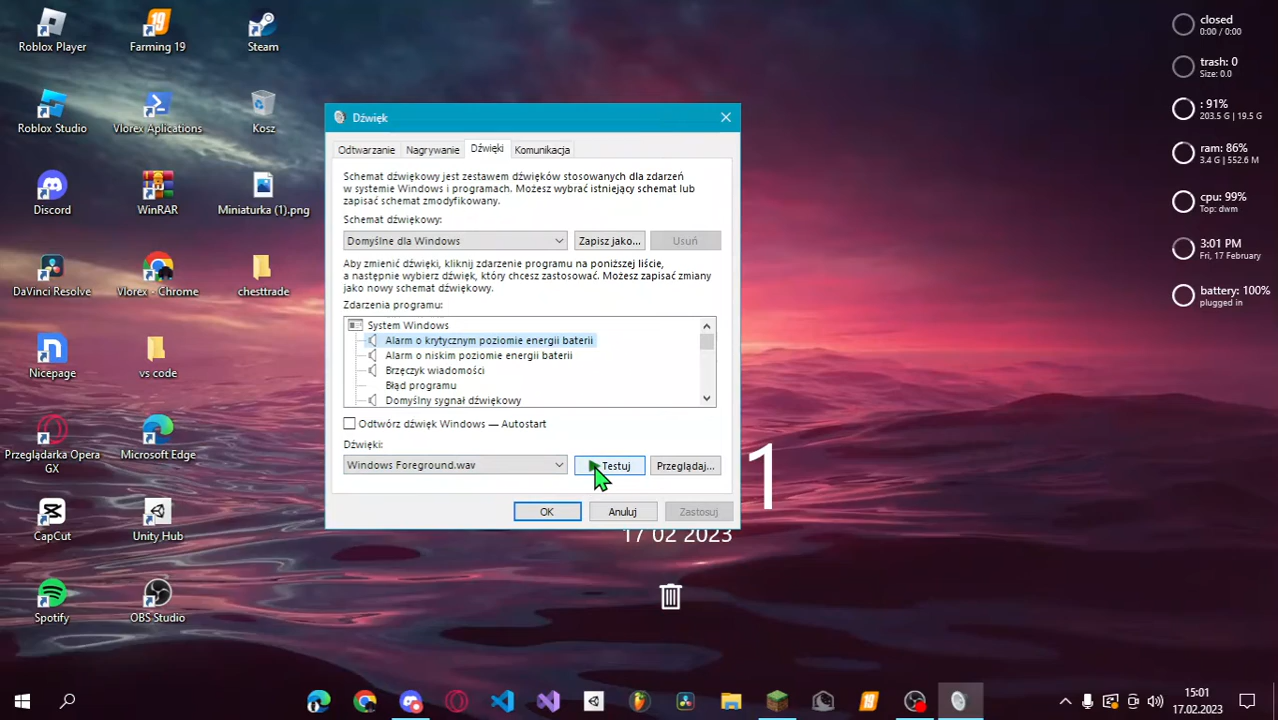 Roblox Player
Farming 19
Steam
Roblox Studio
Vlorex Aplications
Kosz
Discord
WinRAR
Miniaturka (1).png
DaVinci Resolve
Vlorex - Chrome
chesttrade
Nicepage
vs code
Przeglądarka Opera
GX
Microsoft Edge
CapCut
Unity Hub
Spotify
OBS Studio
Dźwięk
Odtwarzanie
Nagrywanie
Dźwięki
Komunikacja
Schemat dźwiękowy jest zestawem dźwięków stosowanych dla zdarzeń
w systemie Windows i programach. Możesz wybrać istniejący schemat lub
zapisać schemat zmodyfikowany.
Schemat dźwiękowy:
Domyślne dla Windows
Zapisz jako...
Usuń
Aby zmienić dźwięki, kliknij zdarzenie programu na poniższej liście,
a następnie wybierz dźwięk, który chcesz zastosować. Możesz zapisać zmiany
jako nowy schemat dźwiękowy.
Zdarzenia programu:
System Windows
Alarm o krytycznym poziomie energii baterii
Alarm o niskim poziomie energii baterii
Brzęczyk wiadomości
Błąd programu
Domyślny sygnał dźwiękowy
Odtwórz dźwięk Windows — Autostart
Dźwięki:
Windows Foreground.wav
Testuj
Przeglądaj...
OK
Anuluj
Zastosuj
1
17 02 2023
closed
0:00 / 0:00
trash: 0
Size: 0.0
: 91%
203.5 G | 19.5 G
ram: 86%
3.4 G | 552.6 M
cpu: 99%
Top: dwm
3:01 PM
Fri, 17 February
battery: 100%
plugged in
15:01
17.02.2023